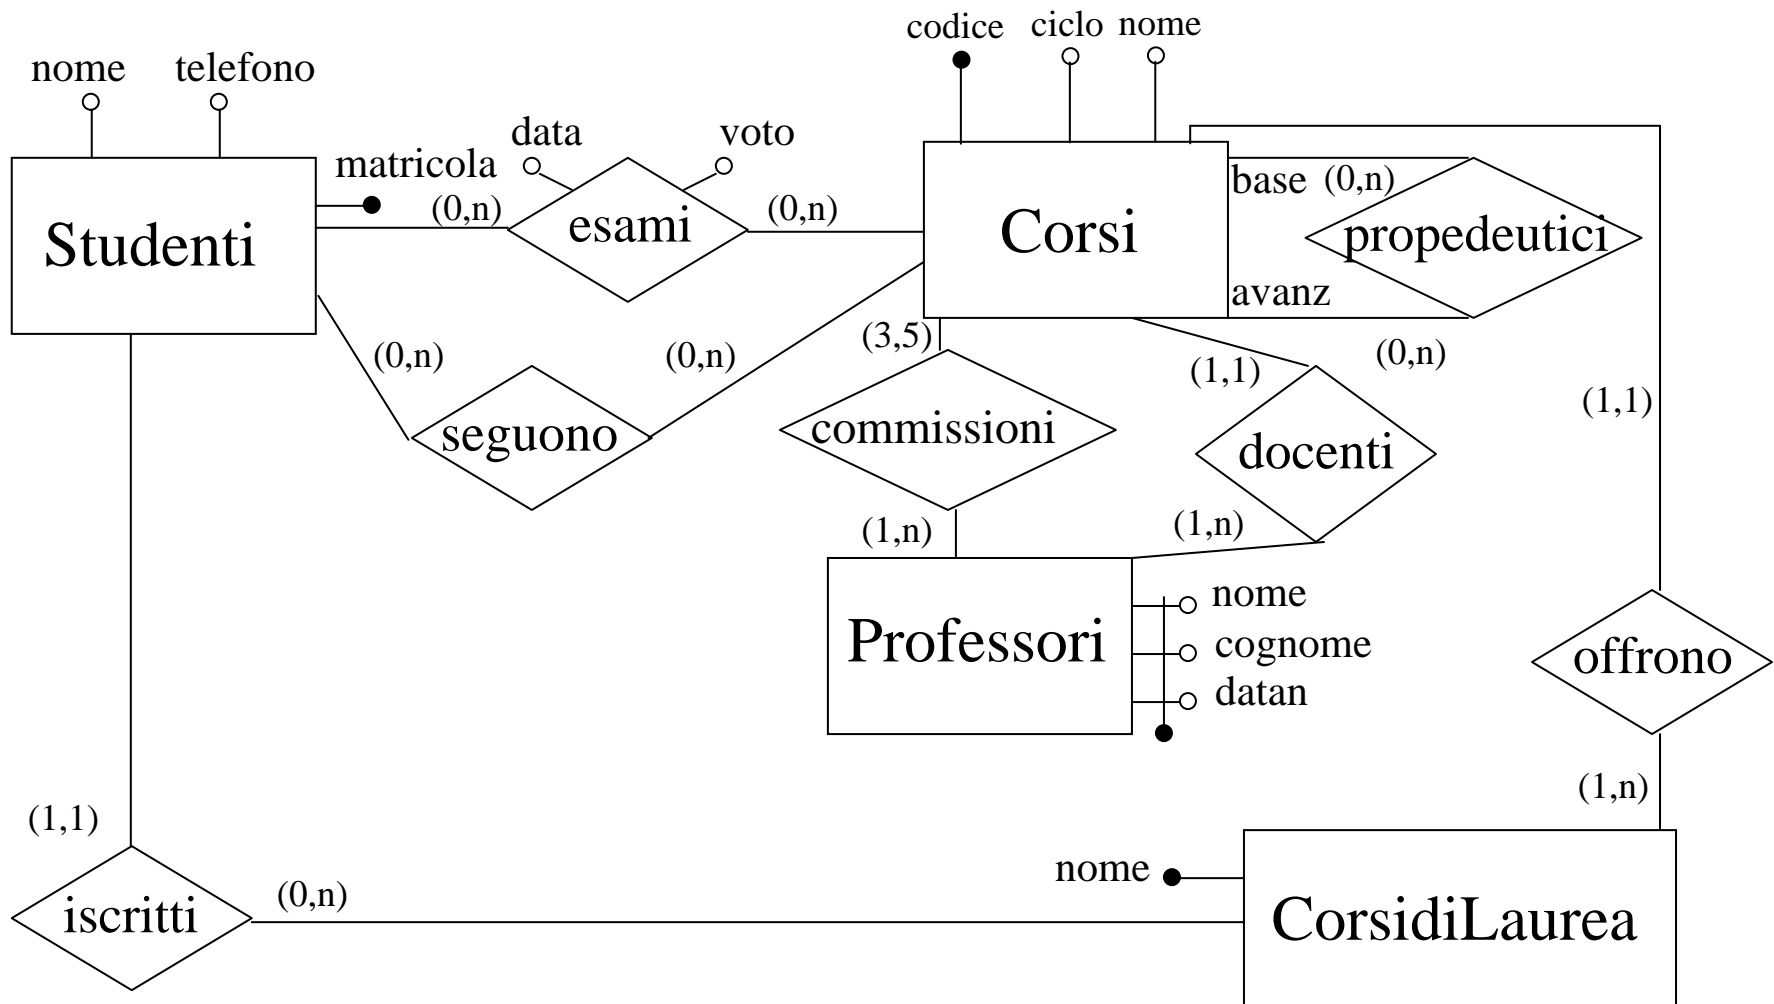 codice ciclo nome
nome telefono
data voto
matricola
(0,n) (0,n)
Studenti
esami
Corsi
base (0,n)
propedeutici
avanz
(0,n)
(0,n) (0,n)
(3,5)
(1,1)
(1,1)
seguono
commissioni
docenti
(1,n)
(1,n)
Professori
nome
cognome
datan
offrono
(1,n)
(1,1)
iscritti
(0,n)
nome
CorsidiLaurea